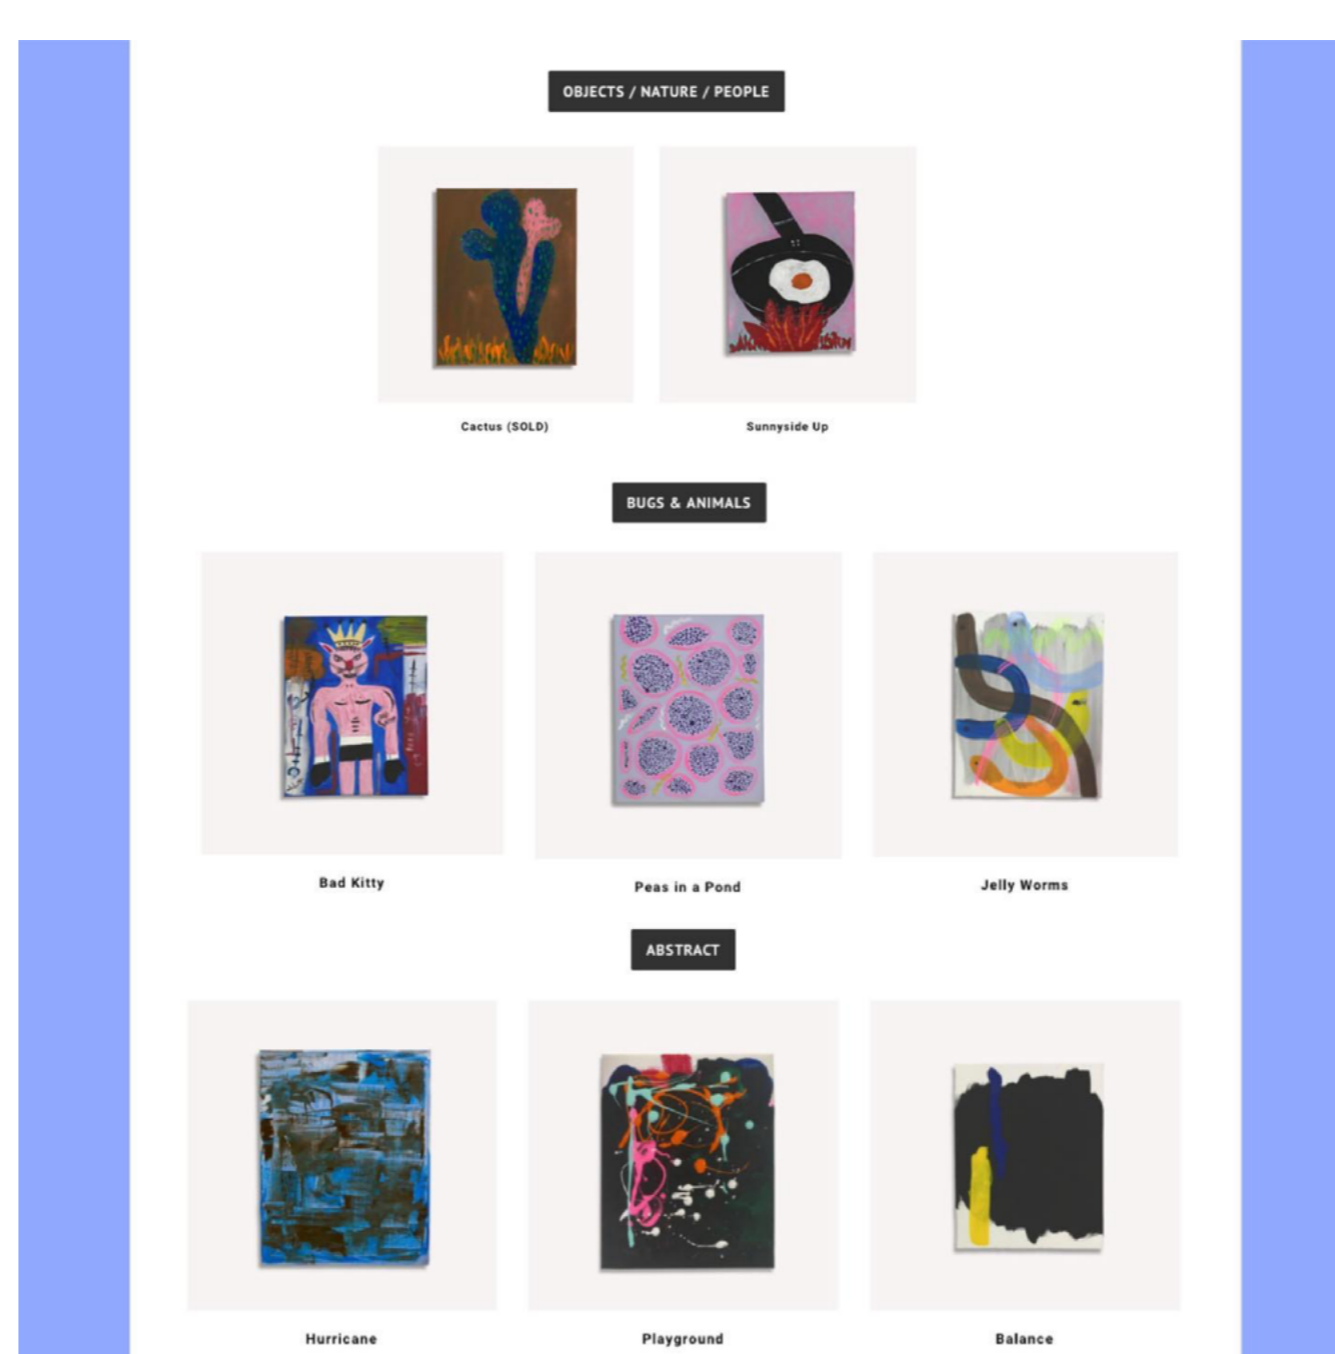 OBJECTS / NATURE / PEOPLE
Cactus (SOLD)
Sunnyside Up
BUGS & ANIMALS
Bad Kitty
Peas in a Pond
Jelly Worms
ABSTRACT
Hurricane
Playground
Balance